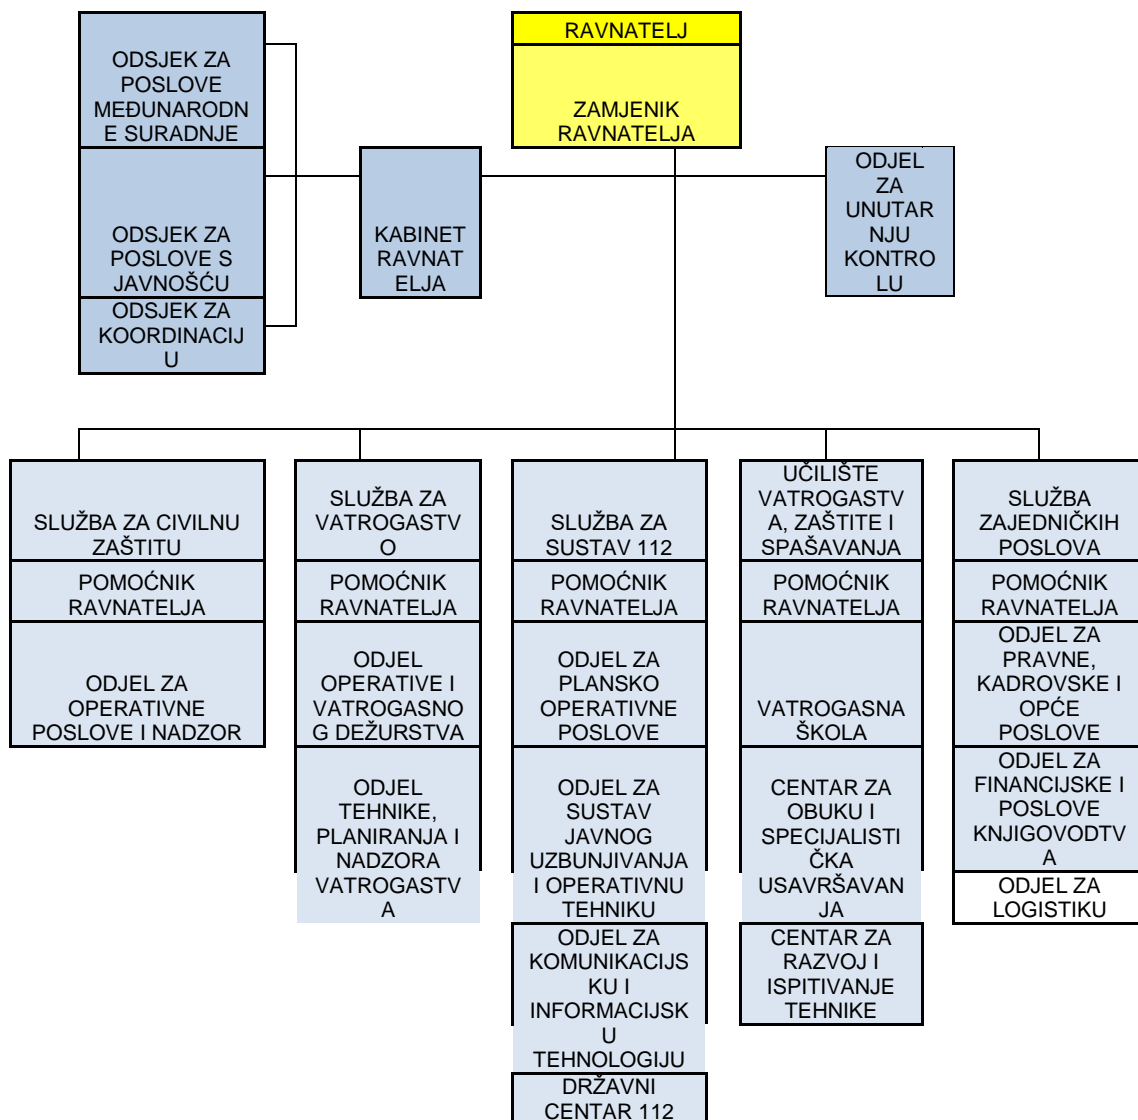 RAVNATELJ
ZAMJENIK
RAVNATELJA
ODSJEK ZA
POSLOVE
MEĐUNARODN
E SURADNJE
ODSJEK ZA
POSLOVE S
JAVNOŠĆU
ODSJEK ZA
KOORDINACIJ
U
KABINET
RAVNAT
ELJA
ODJEL
ZA
UNUTAR
NJU
KONTRO
LU
SLUŽBA ZA CIVILNU
ZAŠTITU
POMOĆNIK
RAVNATELJA
ODJEL ZA
OPERATIVNE
POSLOVE I NADZOR
SLUŽBA ZA
VATROGASTV
O
POMOĆNIK
RAVNATELJA
ODJEL
OPERATIVE I
VATROGASNO
G DEŽURSTVA
ODJEL
TEHNIKE,
PLANIRANJA I
NADZORA
VATROGASTV
A
SLUŽBA ZA
SUSTAV 112
POMOĆNIK
RAVNATELJA
ODJEL ZA
PLANSKO
OPERATIVNE
POSLOVE
ODJEL ZA
SUSTAV
JAVNOG
UZBUNJIVANJA
I OPERATIVNU
TEHNIKU
ODJEL ZA
KOMUNIKACIJS
KU I
INFORMACIJSK
U
TEHNOLOGIJU
DRŽAVNI
CENTAR 112
UČILIŠTE
VATROGASTV
A, ZAŠTITE I
SPAŠAVANJA
POMOĆNIK
RAVNATELJA
VATROGASNA
ŠKOLA
CENTAR ZA
OBUKU I
SPECIJALISTI
ČKA
USAVRŠAVAN
JA
CENTAR ZA
RAZVOJ I
ISPITIVANJE
TEHNIKE
SLUŽBA
ZAJEDNIČKIH
POSLOVA
POMOĆNIK
RAVNATELJA
ODJEL ZA
PRAVNE,
KADROVSKE I
OPĆE
POSLOVE
ODJEL ZA
FINANCIJSKE I
POSLOVE
KNJIGOVODTV
A
ODJEL ZA
LOGISTIKU